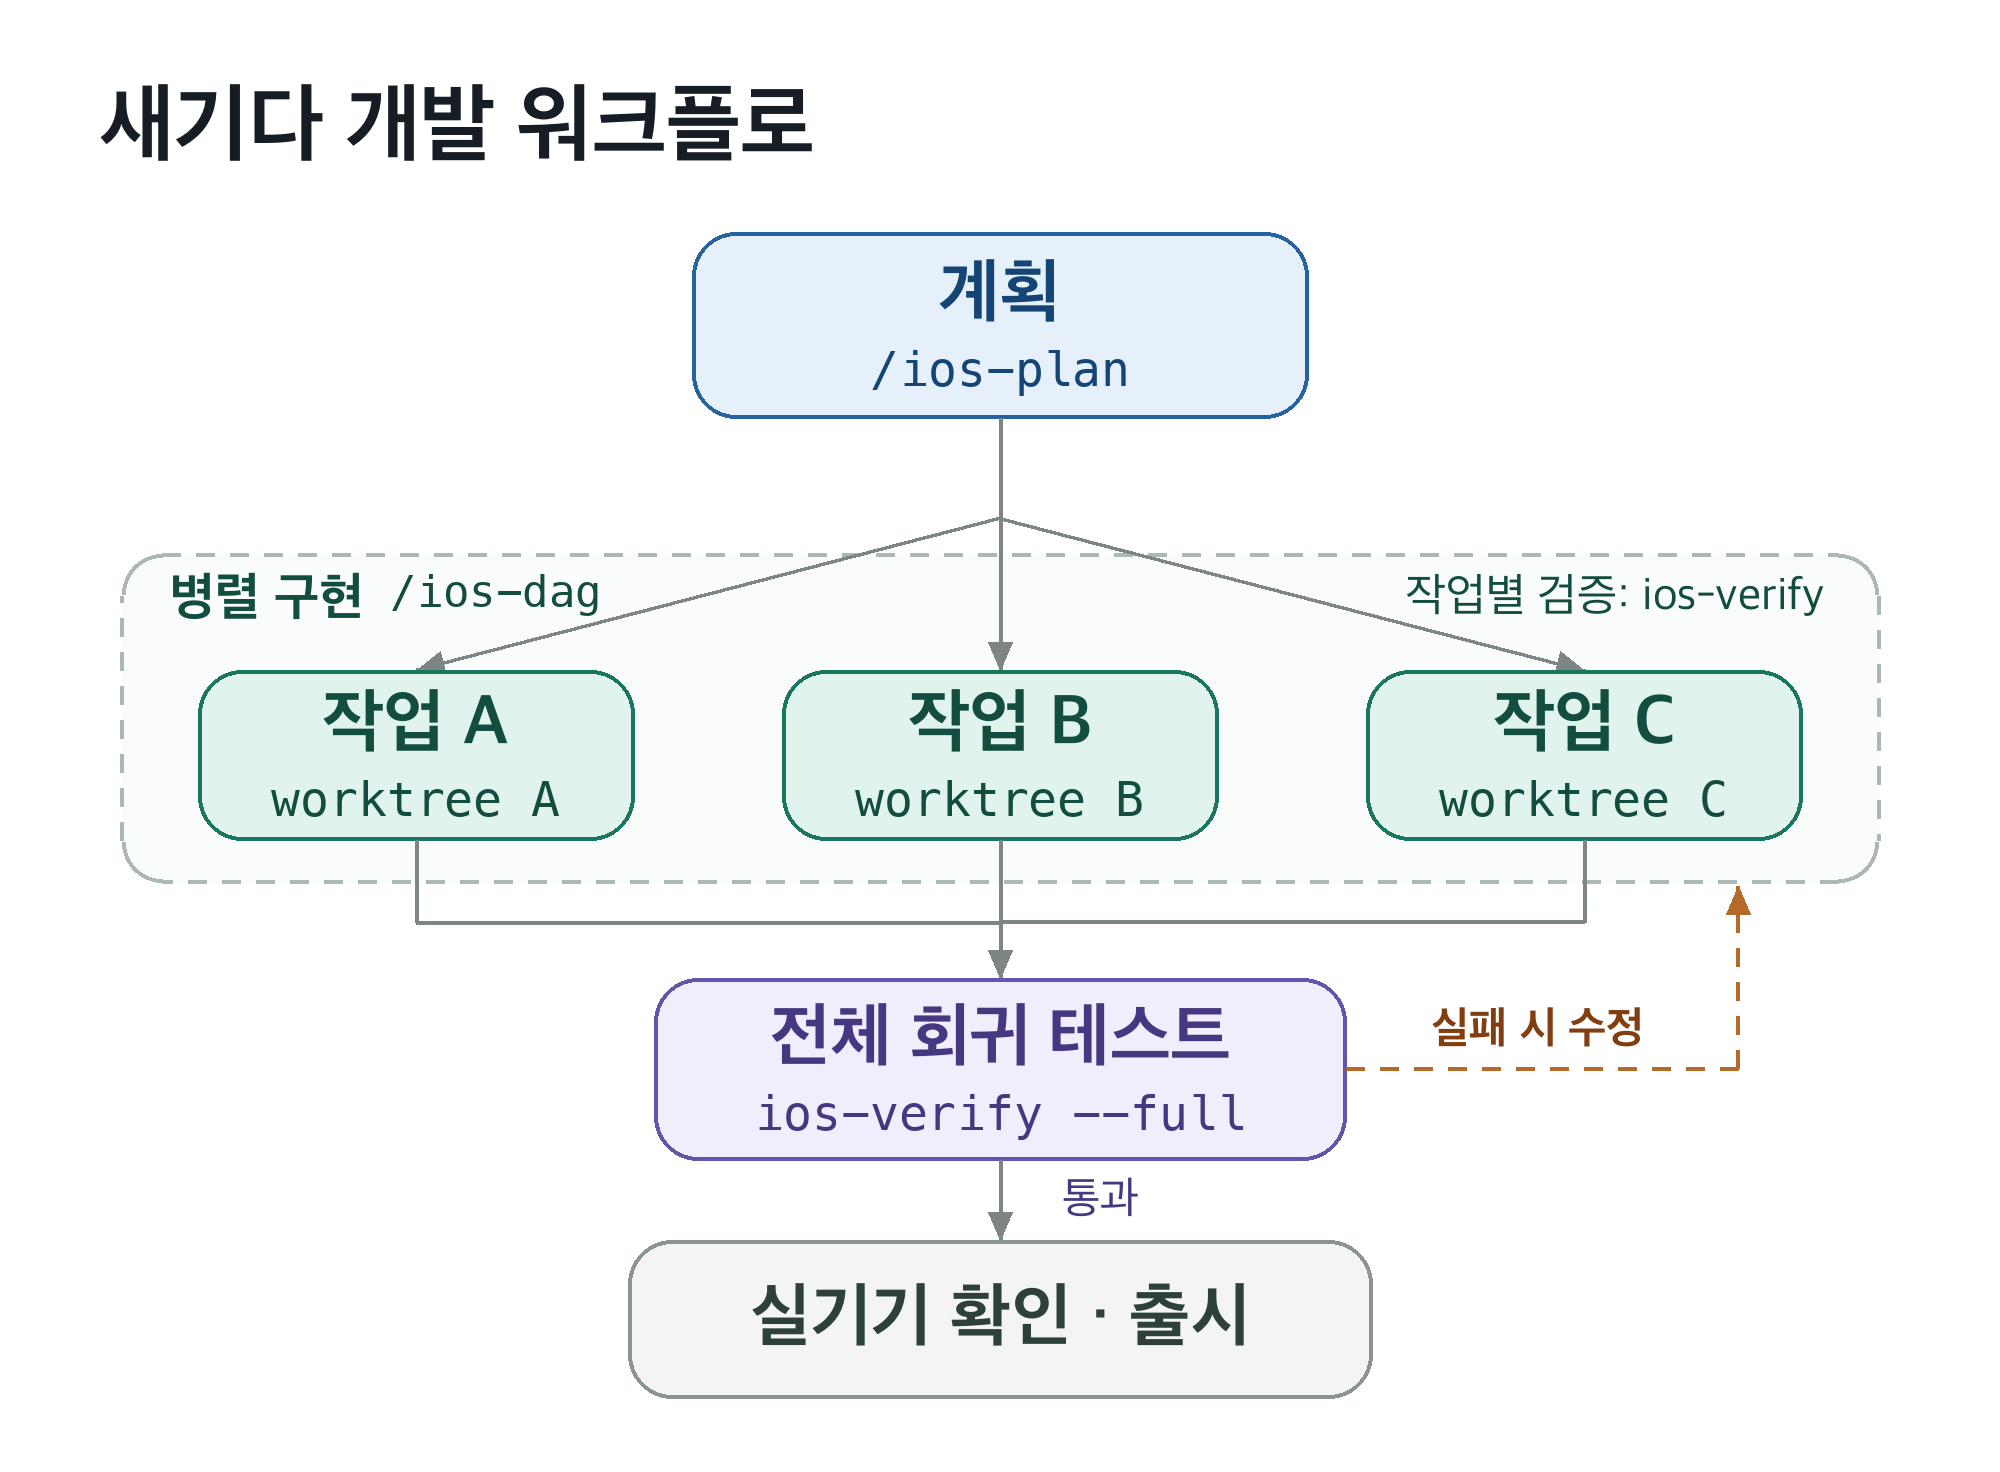 새기다 개발 워크플로
계획
/ios-plan
병렬 구현 /ios-dag
작업별 검증: ios-verify
작업 A
worktree A
작업 B
worktree B
작업 C
worktree C
전체 회귀 테스트
ios-verify --full
실패 시 수정
통과
실기기 확인 · 출시